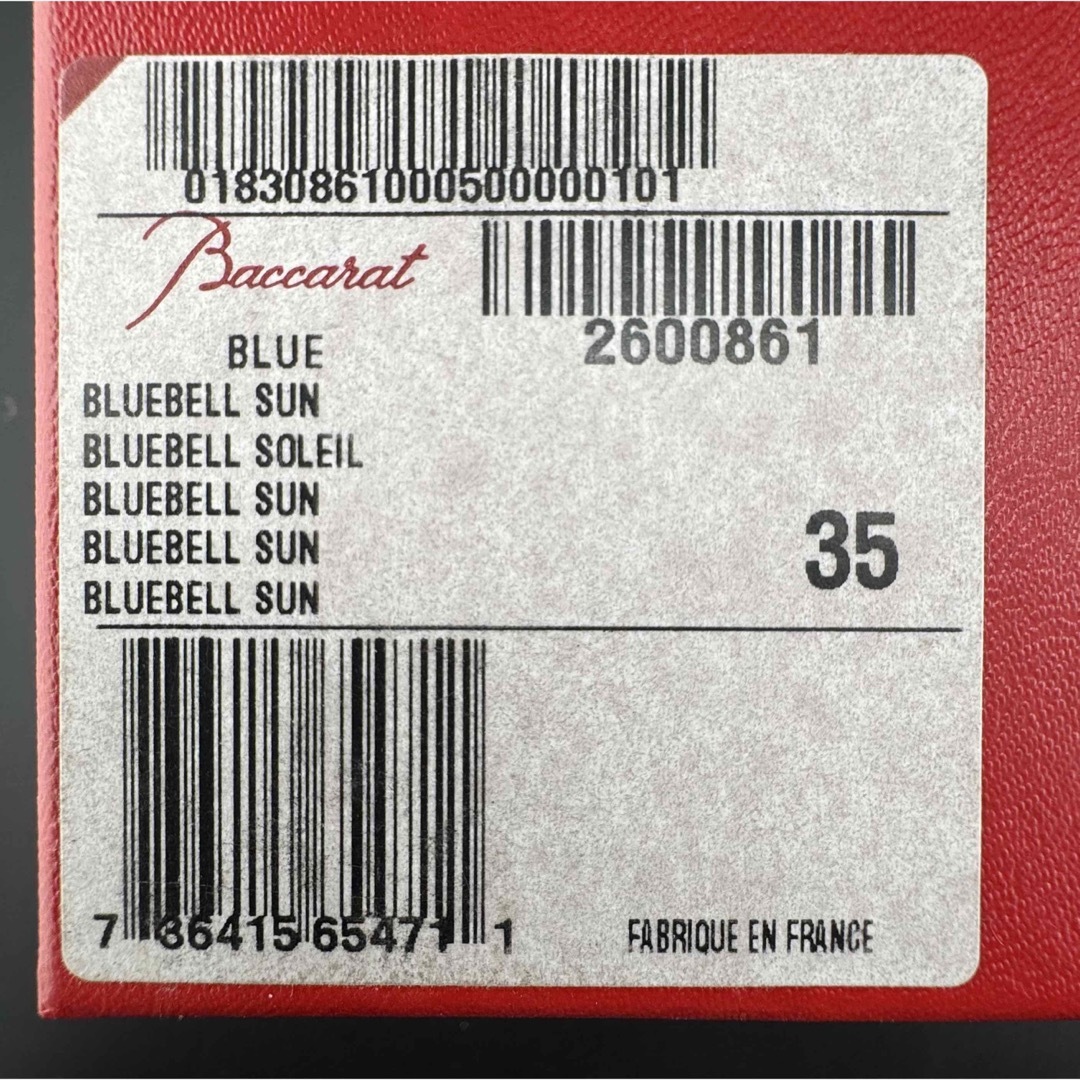 01830861000500000101
Baccarat
2600861
BLUE
BLUEBELL SUN
BLUEBELL SOLEIL
BLUEBELL SUN
BLUEBELL SUN
BLUEBELL SUN
35
7 36415 65471 1
FABRIQUE EN FRANCE